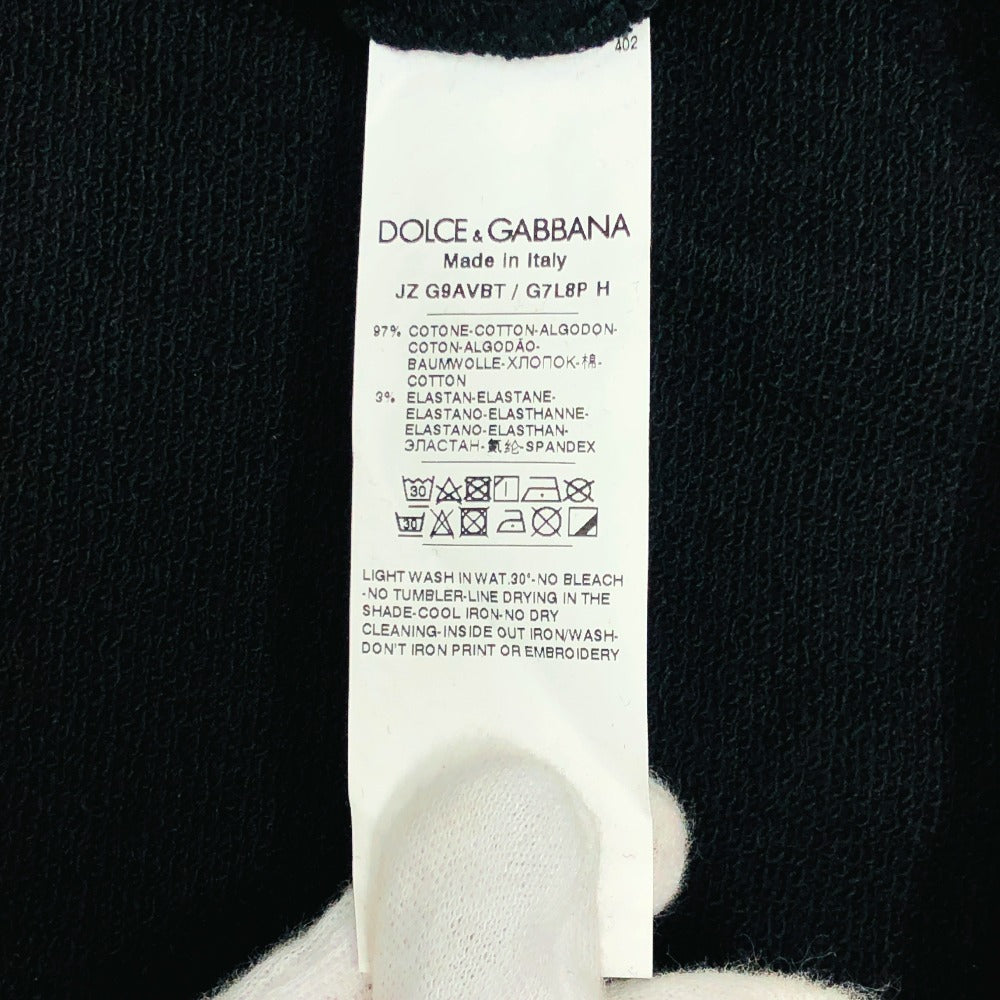 402
DOLCE & GABBANA
Made in Italy
JZ G9AVBT / G7L8P H
97% COTONE-COTTON-ALGODON-
COTON-ALGODÃO-
BAUMWOLLE-ХЛОПОК-棉-
COTTON
3% ELASTAN-ELASTANE-
ELASTANO-ELASTHANNE-
ELASTANO-ELASTHAN-
ЭЛАСТАН-氨纶-SPANDEX
30
30
LIGHT WASH IN WAT.30°-NO BLEACH
-NO TUMBLER-LINE DRYING IN THE
SHADE-COOL IRON-NO DRY
CLEANING-INSIDE OUT IRON/WASH-
DON'T IRON PRINT OR EMBROIDERY